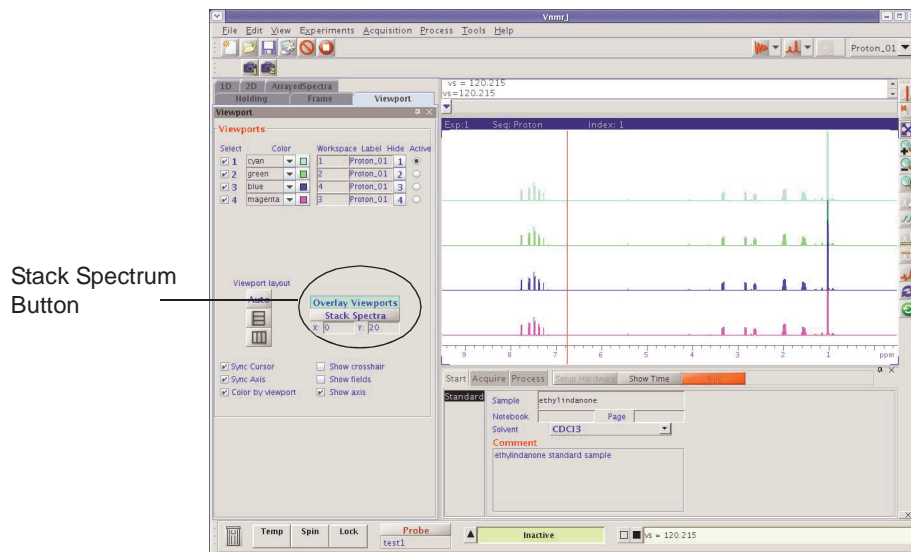 VnmrJ
File Edit View Experiments Acquisition Process Tools Help
Proton_01
1D 2D ArrayedSpectra
Holding Frame Viewport
Viewport
Viewports
Select Color Workspace Label Hide Active
1 cyan 1 Proton_01 1
2 green 2 Proton_01 2
3 blue 4 Proton_01 3
4 magenta 3 Proton_01 4
Stack Spectrum
Button
Viewport layout
Auto
Overlay Viewports
Stack Spectra
X: 0 Y: 20
Sync Cursor Show crosshair
Sync Axis Show fields
Color by viewport Show axis
vs = 120.215
vs=120.215
Exp:1 Seq: Proton Index: 1
9 8 7 6 5 4 3 2 1 ppm
Start Acquire Process Setup Hardware Show Time
Standard
Sample ethylindanone
Notebook Page
Solvent CDCl3
Comment
ethylindanone standard sample
Temp Spin Lock Probe
test1
Inactive
vs = 120.215